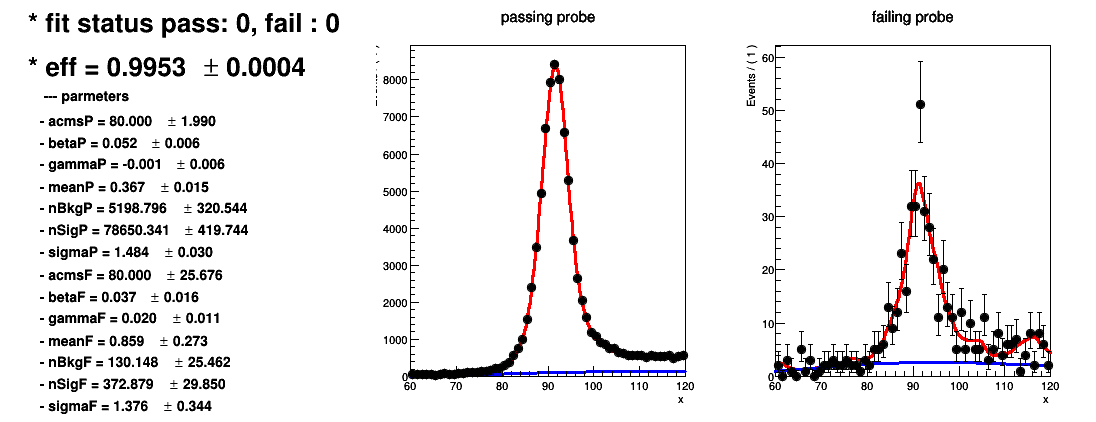 * fit status pass: 0, fail : 0
* eff = 0.9953 ± 0.0004
--- parmeters
- acmsP = 80.000 ± 1.990
- betaP = 0.052 ± 0.006
- gammaP = -0.001 ± 0.006
- meanP = 0.367 ± 0.015
- nBkgP = 5198.796 ± 320.544
- nSigP = 78650.341 ± 419.744
- sigmaP = 1.484 ± 0.030
- acmsF = 80.000 ± 25.676
- betaF = 0.037 ± 0.016
- gammaF = 0.020 ± 0.011
- meanF = 0.859 ± 0.273
- nBkgF = 130.148 ± 25.462
- nSigF = 372.879 ± 29.850
- sigmaF = 1.376 ± 0.344
passing probe
8000
7000
6000
5000
4000
3000
2000
1000
0
60 70 80 90 100 110 120
x
failing probe
Events / ( 1 )
60
50
40
30
20
10
0
60 70 80 90 100 110 120
x